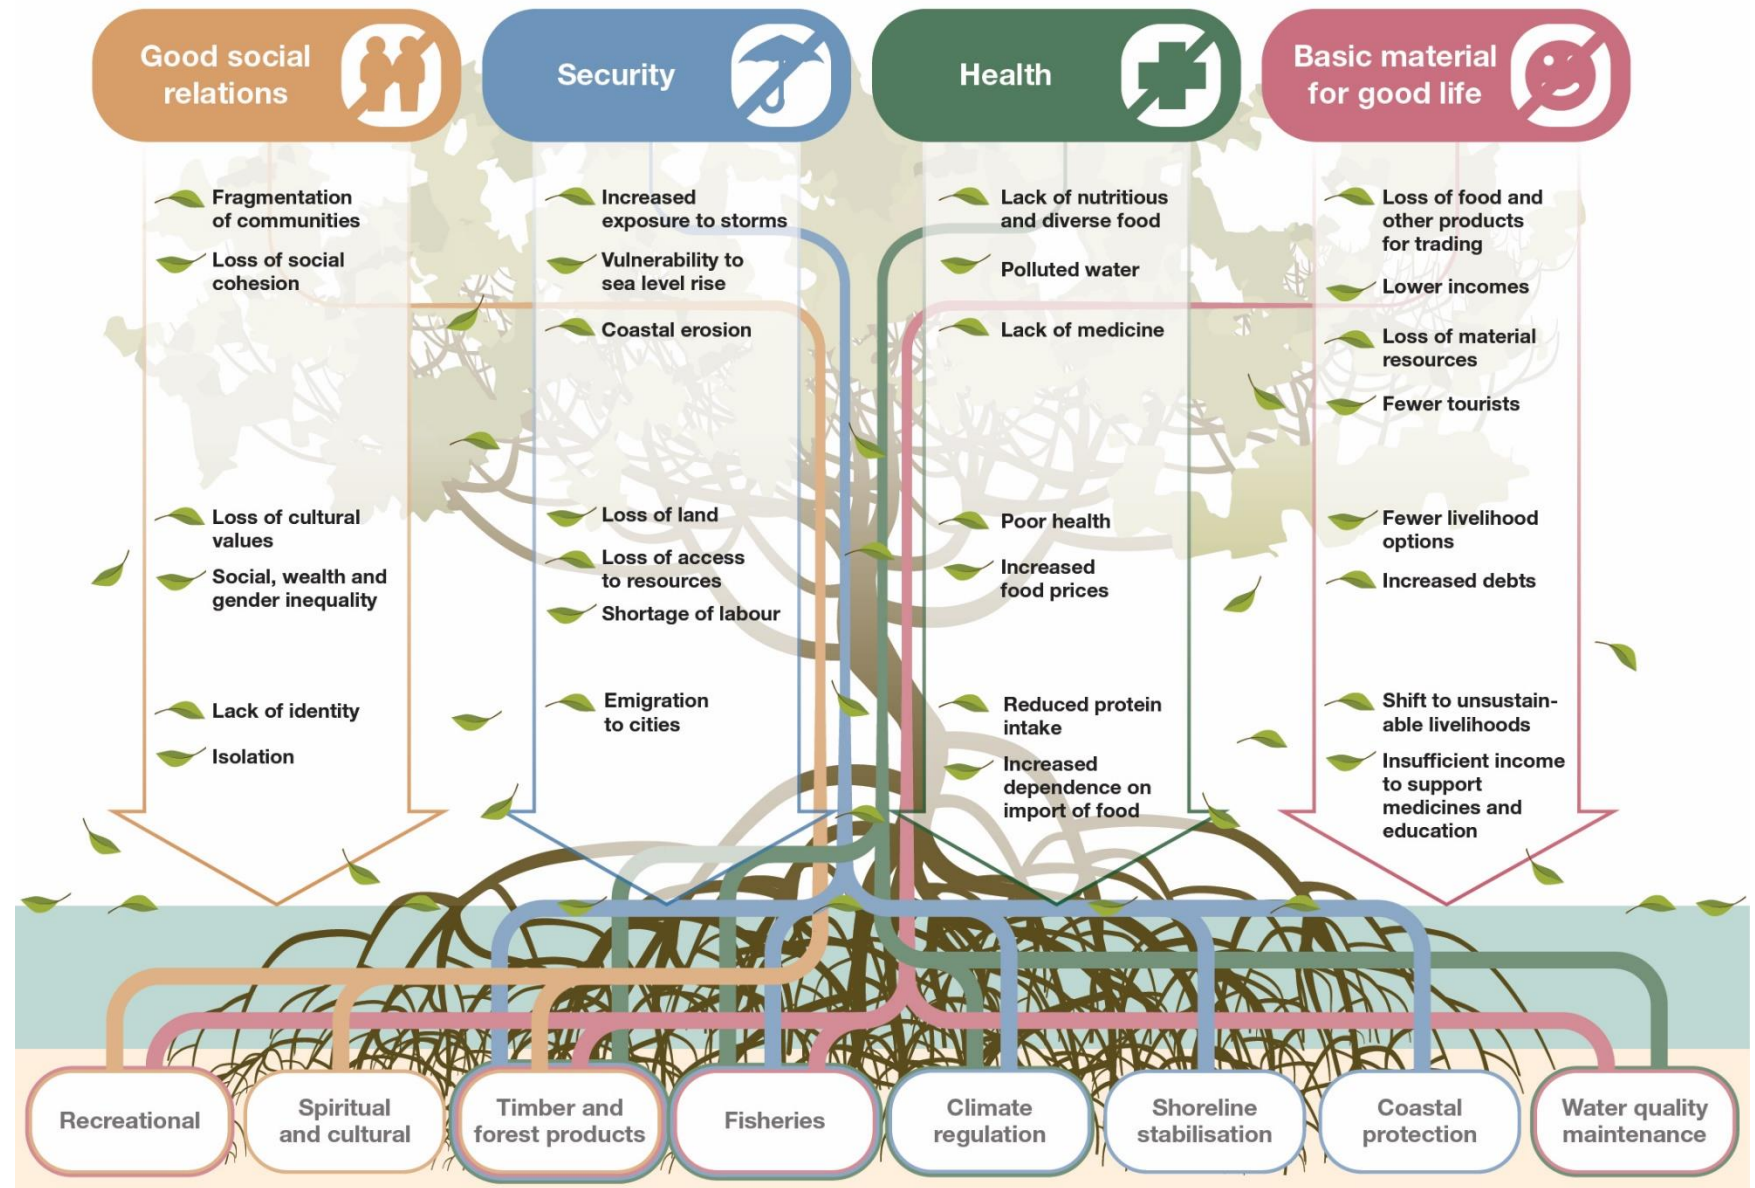 Good social
relations
Security
Health
Basic material
for good life
Fragmentation
of communities
Loss of social
cohesion
Loss of cultural
values
Social, wealth and
gender inequality
Lack of identity
Isolation
Increased
exposure to storms
Vulnerability to
sea level rise
Coastal erosion
Loss of land
Loss of access
to resources
Shortage of labour
Emigration
to cities
Lack of nutritious
and diverse food
Polluted water
Lack of medicine
Poor health
Increased
food prices
Reduced protein
intake
Increased
dependence on
import of food
Loss of food and
other products
for trading
Lower incomes
Loss of material
resources
Fewer tourists
Fewer livelihood
options
Increased debts
Shift to unsustain-
able livelihoods
Insufficient income
to support
medicines and
education
Recreational
Spiritual
and cultural
Timber and
forest products
Fisheries
Climate
regulation
Shoreline
stabilisation
Coastal
protection
Water quality
maintenance